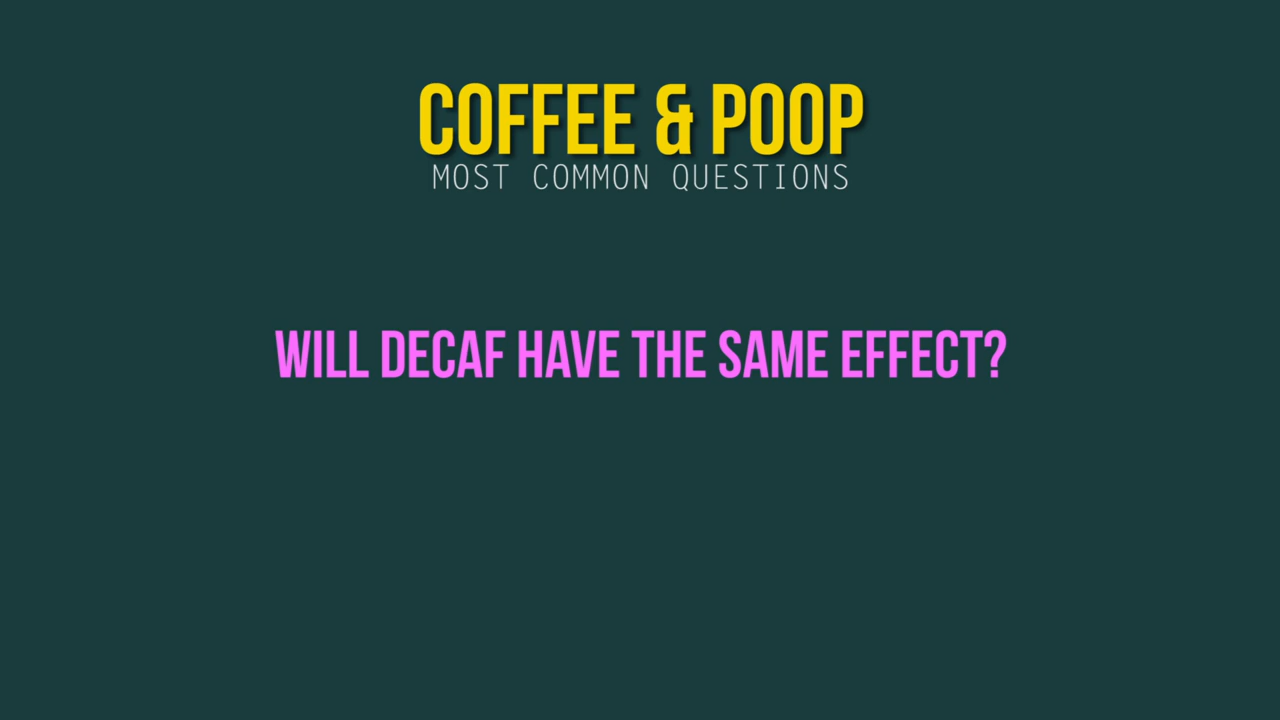 COFFEE & POOP
MOST COMMON QUESTIONS
WILL DECAF HAVE THE SAME EFFECT?